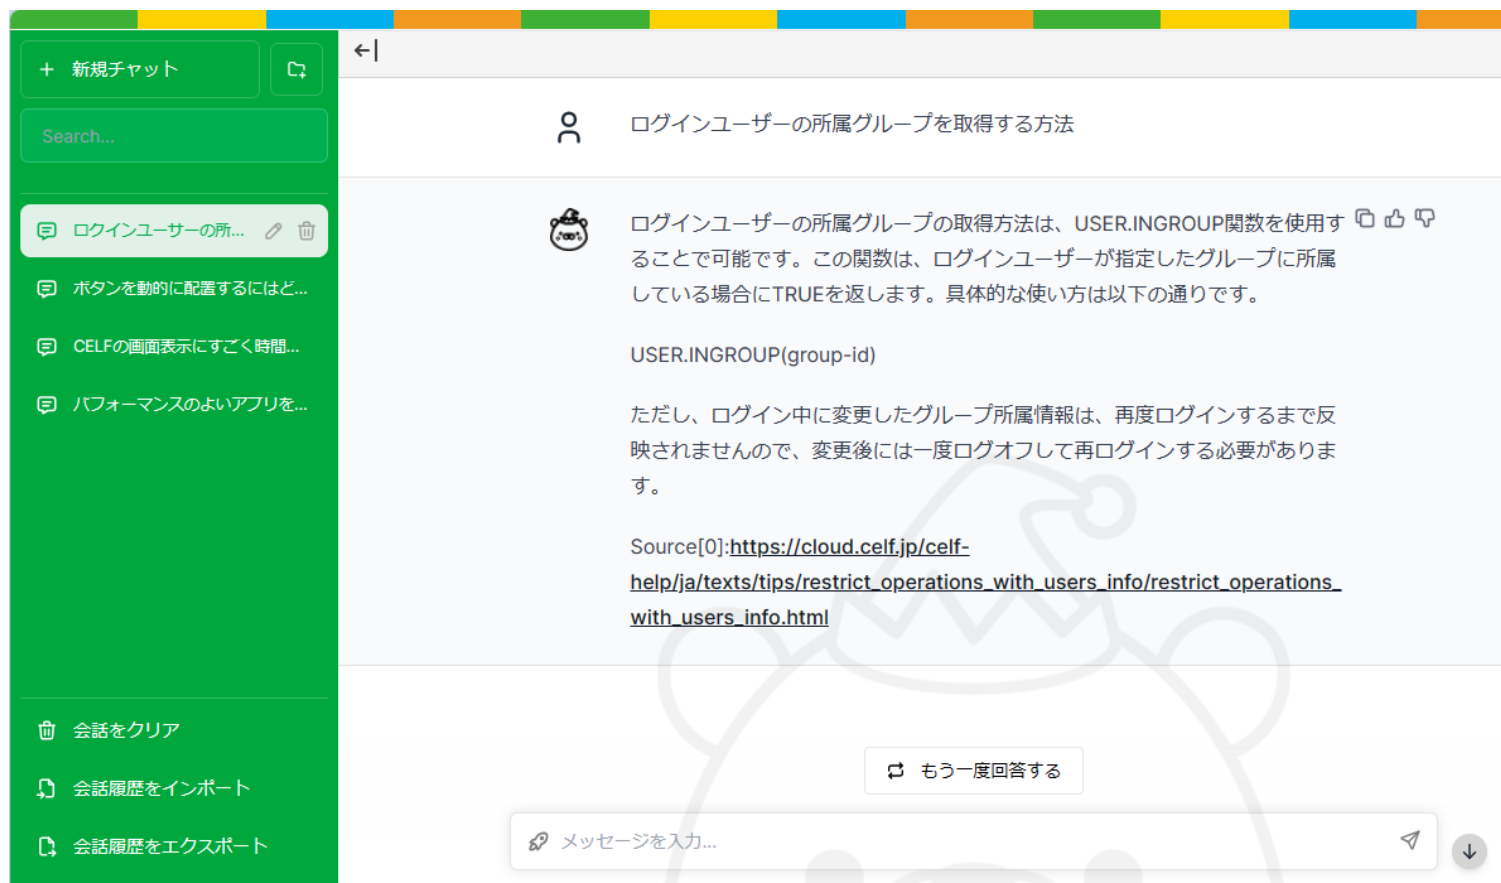 新規チャット
Search...
ログインユーザーの所...
ボタンを動的に配置するにはど...
CELFの画面表示にすごく時間...
パフォーマンスのよいアプリを...
会話をクリア
会話履歴をインポート
会話履歴をエクスポート
ログインユーザーの所属グループを取得する方法
ログインユーザーの所属グループの取得方法は、USER.INGROUP関数を使用す
ることで可能です。この関数は、ログインユーザーが指定したグループに所属
している場合にTRUEを返します。具体的な使い方は以下の通りです。
USER.INGROUP(group-id)
ただし、ログイン中に変更したグループ所属情報は、再度ログインするまで反
映されませんので、変更後には一度ログオフして再ログインする必要がありま
す。
Source[0]:https://cloud.celf.jp/celf-
help/ja/texts/tips/restrict_operations_with_users_info/restrict_operations_
with_users_info.html
もう一度回答する
メッセージを入力...